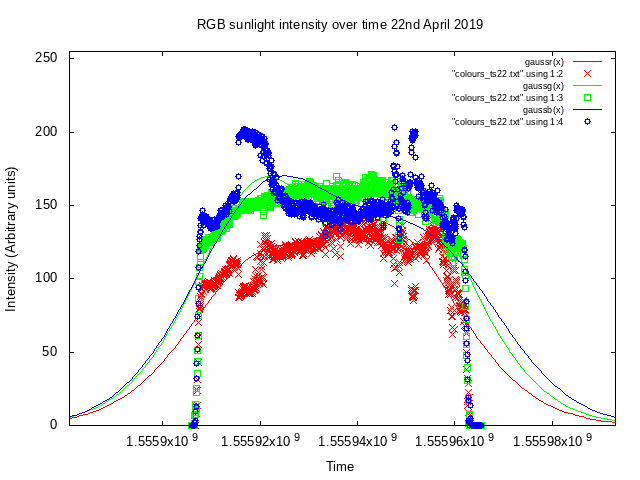 RGB sunlight intensity over time 22nd April 2019
250
200
150
100
50
0
Intensity (Arbitrary units)
gaussr(x)
"colours_ts22.txt" using 1:2
gaussg(x)
"colours_ts22.txt" using 1:3
gaussb(x)
"colours_ts22.txt" using 1:4
1.5559x10^9 1.55592x10^9 1.55594x10^9 1.55596x10^9 1.55598x10^9
Time